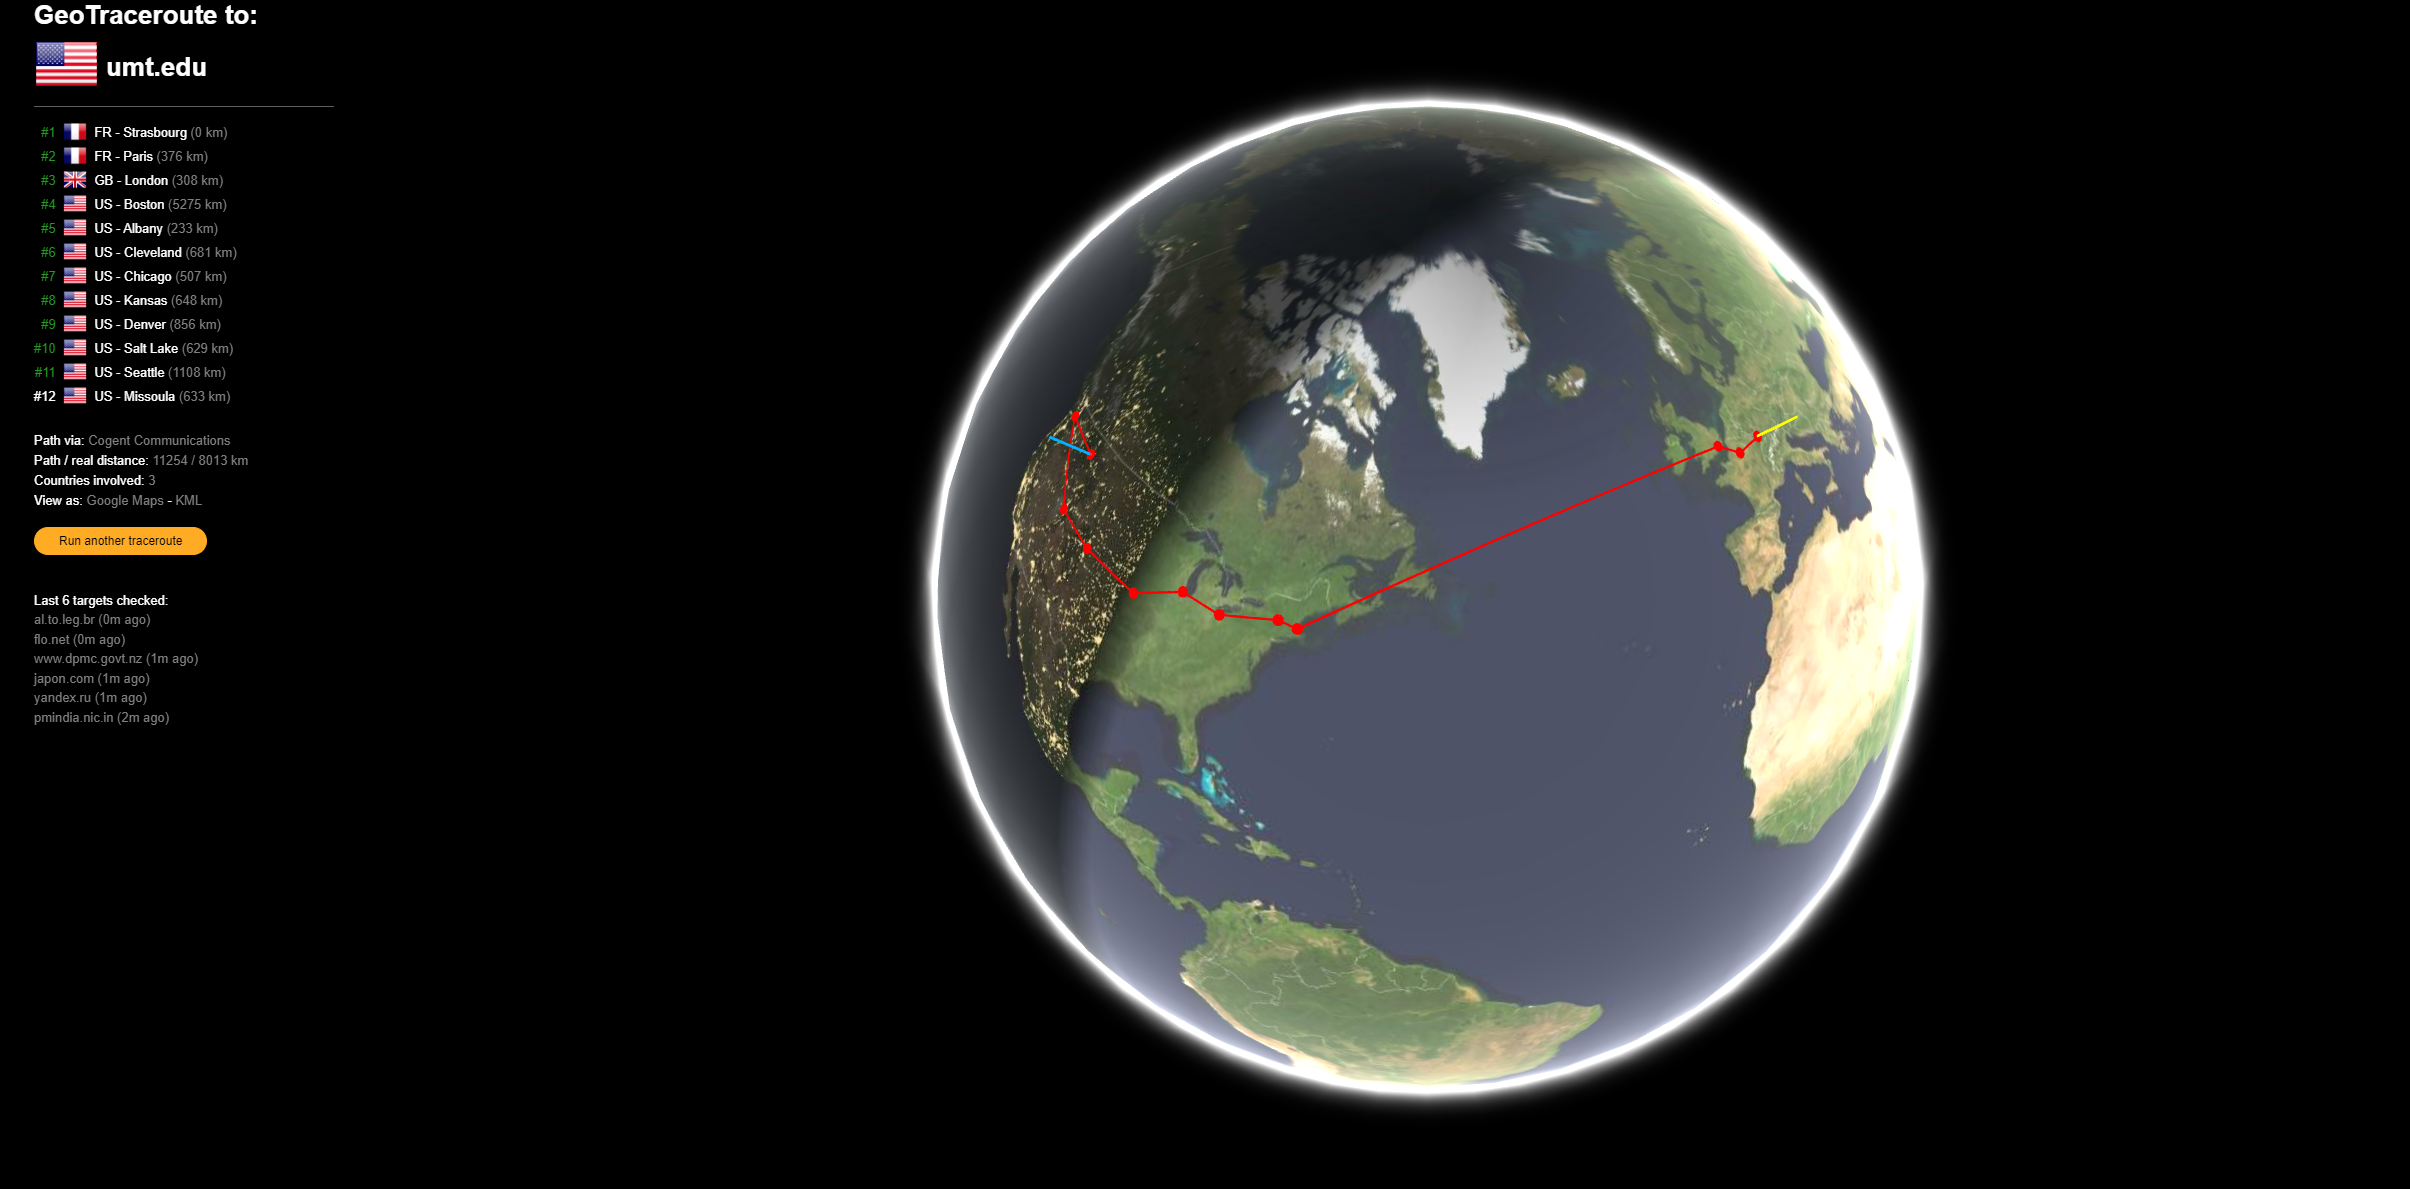 GeoTraceroute to:
umt.edu
#1 FR - Strasbourg (0 km)
#2 FR - Paris (376 km)
#3 GB - London (308 km)
#4 US - Boston (5275 km)
#5 US - Albany (233 km)
#6 US - Cleveland (681 km)
#7 US - Chicago (507 km)
#8 US - Kansas (648 km)
#9 US - Denver (856 km)
#10 US - Salt Lake (629 km)
#11 US - Seattle (1108 km)
#12 US - Missoula (633 km)
Path via: Cogent Communications
Path / real distance: 11254 / 8013 km
Countries involved: 3
View as: Google Maps - KML
Run another traceroute
Last 6 targets checked:
al.to.leg.br (0m ago)
flo.net (0m ago)
www.dpmc.govt.nz (1m ago)
japon.com (1m ago)
yandex.ru (1m ago)
pmindia.nic.in (2m ago)